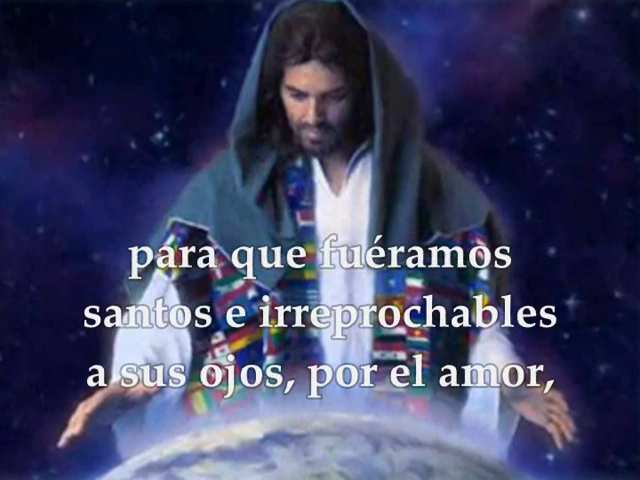 para que fuéramos
santos e irreprochables
a sus ojos, por el amor,